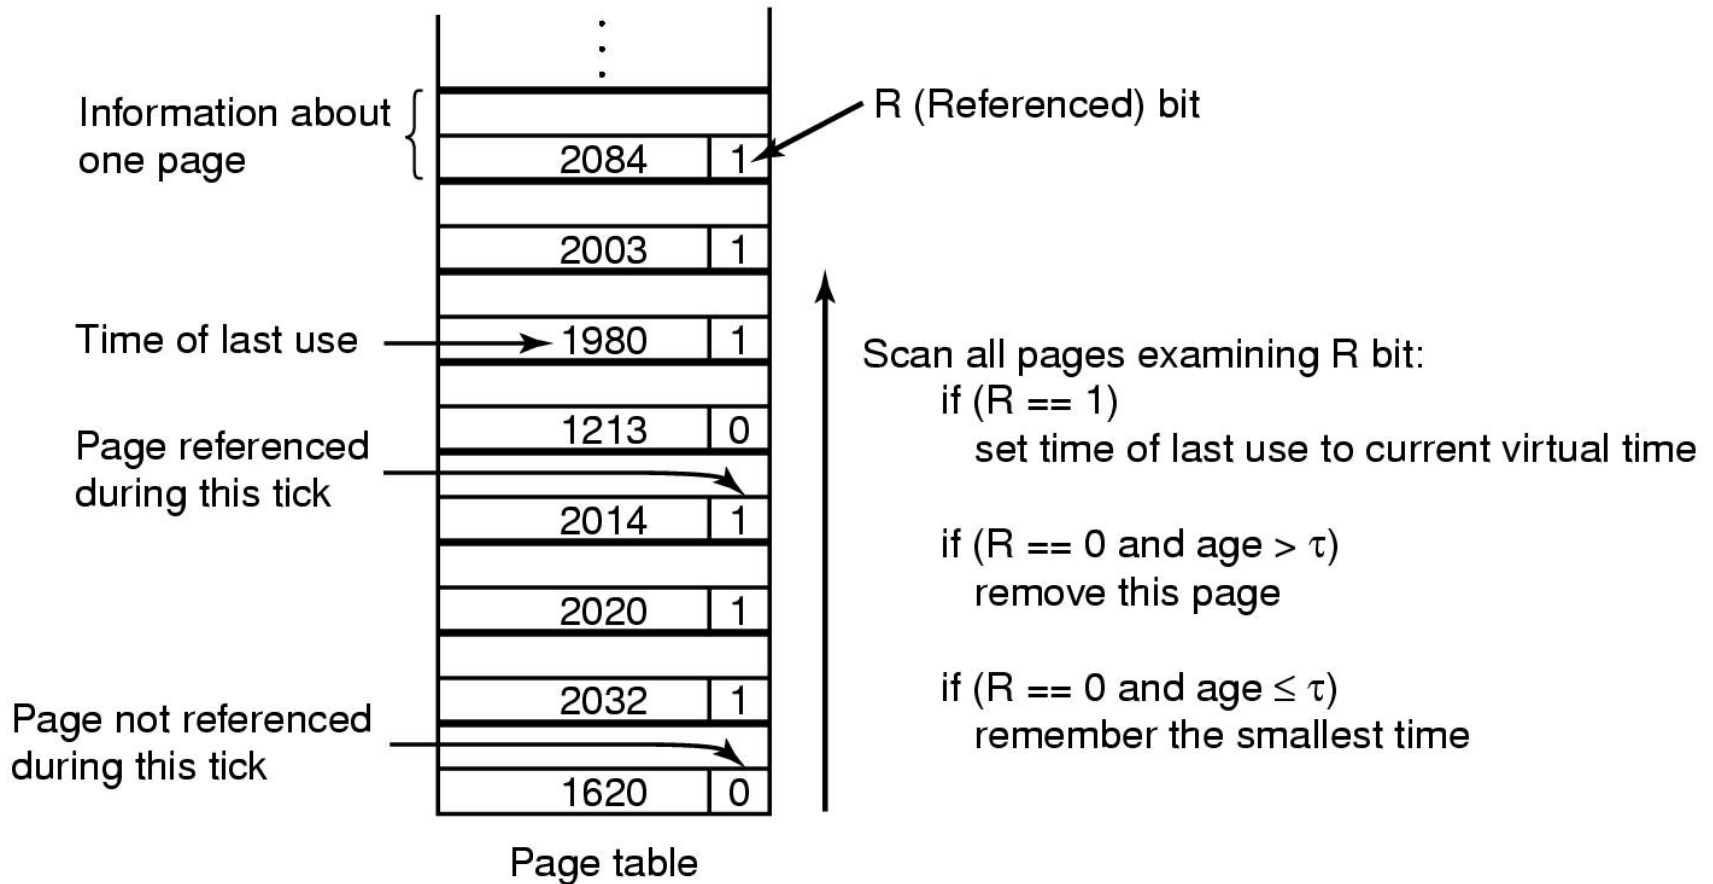 Information about
one page
R (Referenced) bit
2084 1
2003 1
Time of last use
1980 1
1213 0
Page referenced
during this tick
2014 1
2020 1
2032 1
Page not referenced
during this tick
1620 0
Page table
Scan all pages examining R bit:
if (R == 1)
set time of last use to current virtual time
if (R == 0 and age > τ)
remove this page
if (R == 0 and age ≤ τ)
remember the smallest time